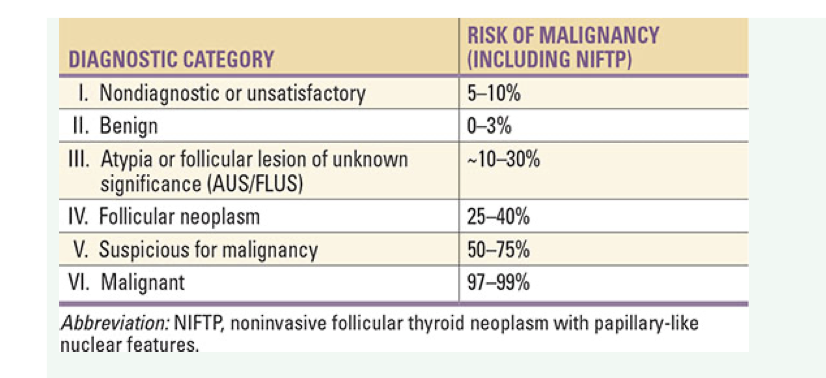 DIAGNOSTIC CATEGORY RISK OF MALIGNANCY (INCLUDING NIFTP)
I. Nondiagnostic or unsatisfactory 5–10%
II. Benign 0–3%
III. Atypia or follicular lesion of unknown ~10–30%
significance (AUS/FLUS)
IV. Follicular neoplasm 25–40%
V. Suspicious for malignancy 50–75%
VI. Malignant 97–99%
Abbreviation: NIFTP, noninvasive follicular thyroid neoplasm with papillary-like
nuclear features.